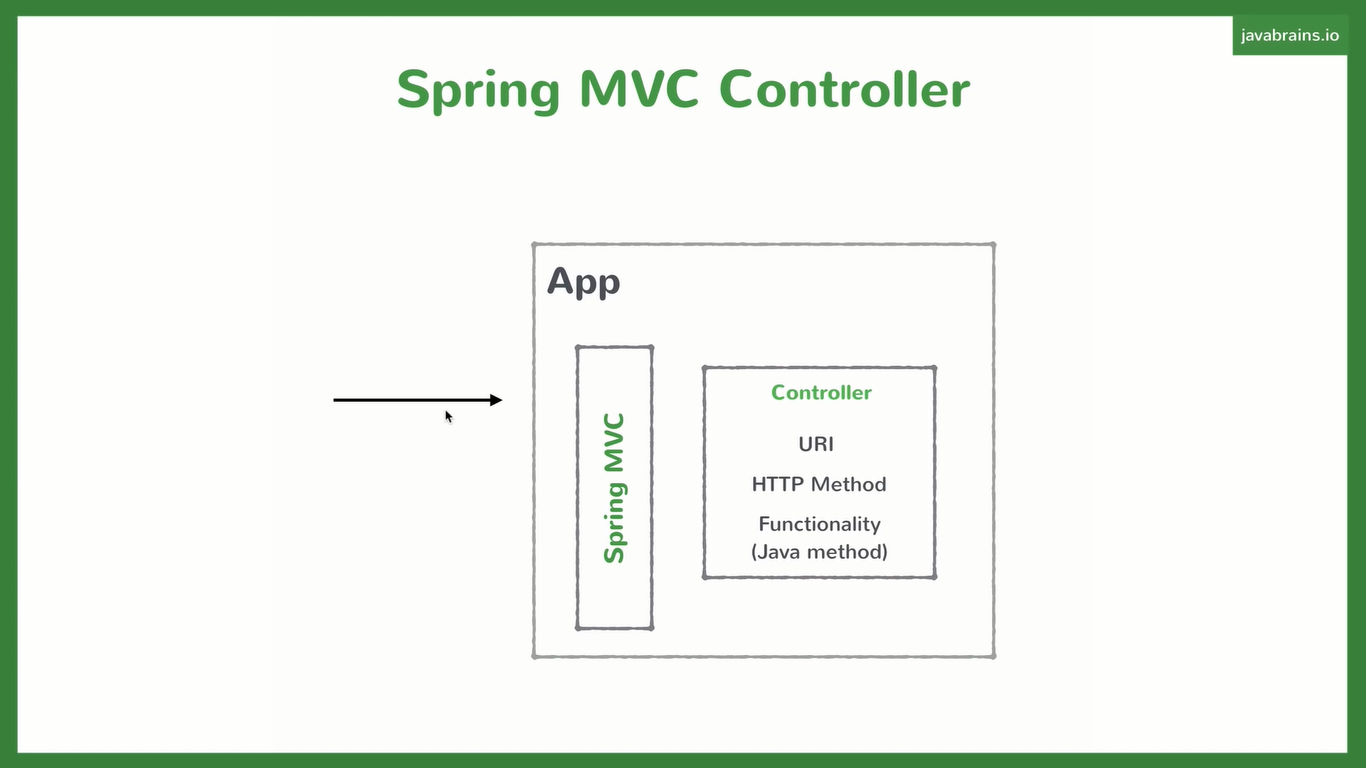 javabrains.io
Spring MVC Controller
App
Spring MVC
Controller
URI
HTTP Method
Functionality
(Java method)